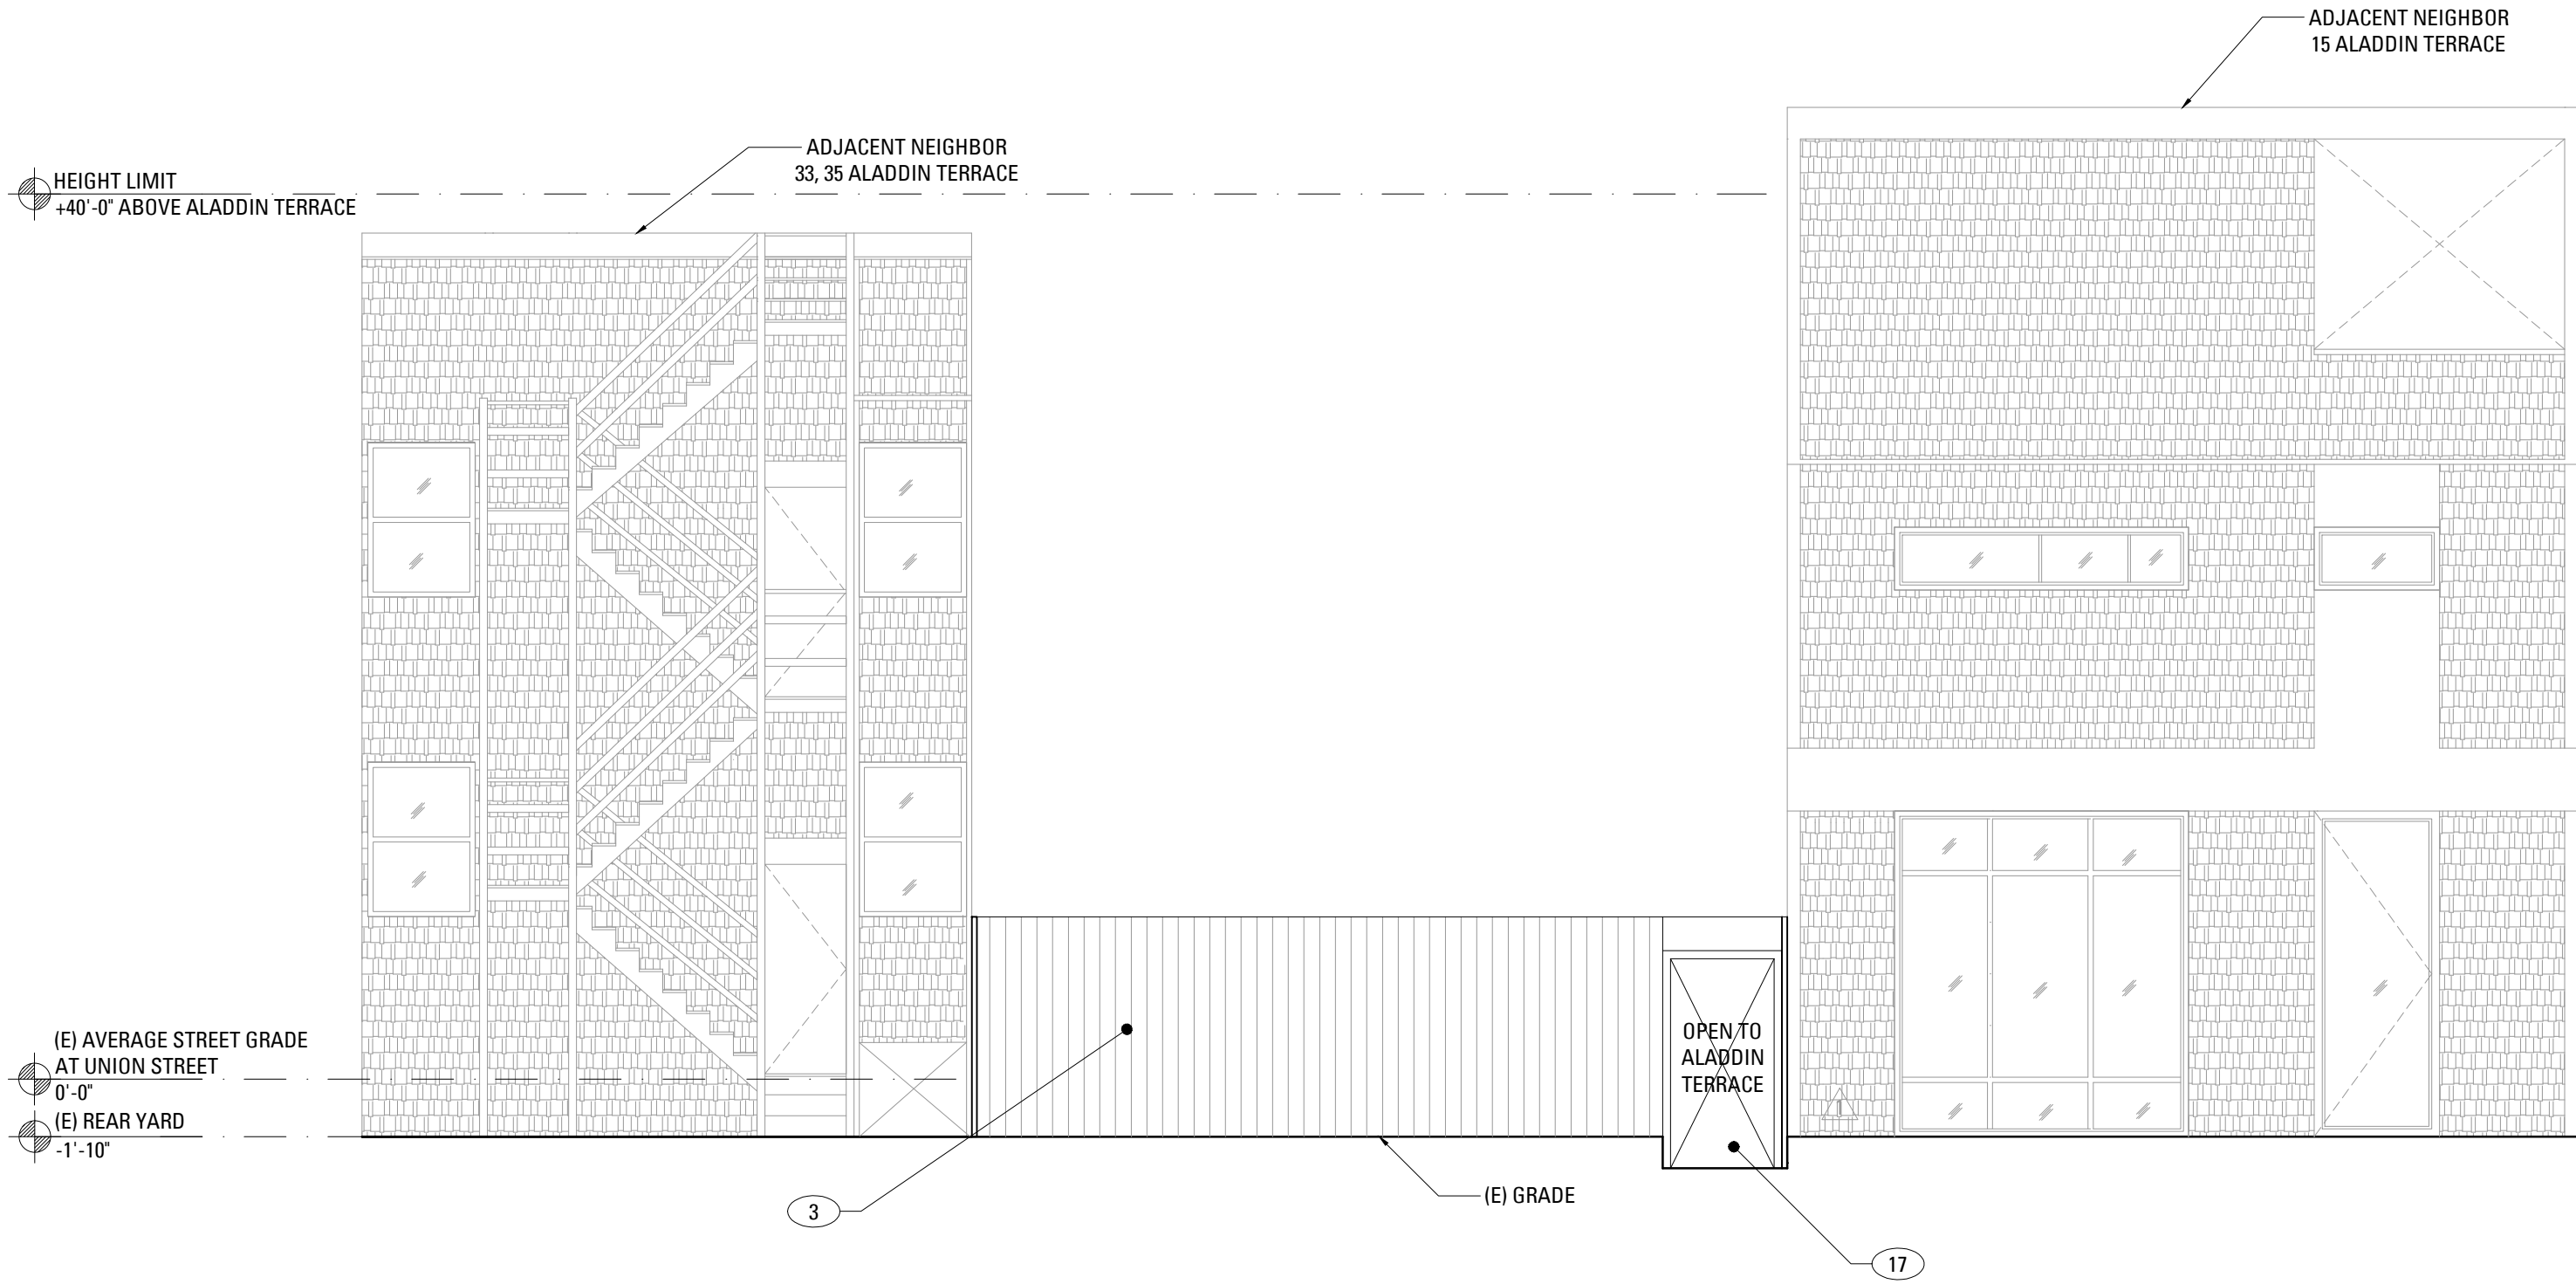 ADJACENT NEIGHBOR
15 ALADDIN TERRACE
ADJACENT NEIGHBOR
33, 35 ALADDIN TERRACE
HEIGHT LIMIT
+40'-0" ABOVE ALADDIN TERRACE
(E) AVERAGE STREET GRADE
AT UNION STREET
0'-0"
(E) REAR YARD
-1'-10"
OPEN TO
ALADDIN
TERRACE
1
(E) GRADE
3
17